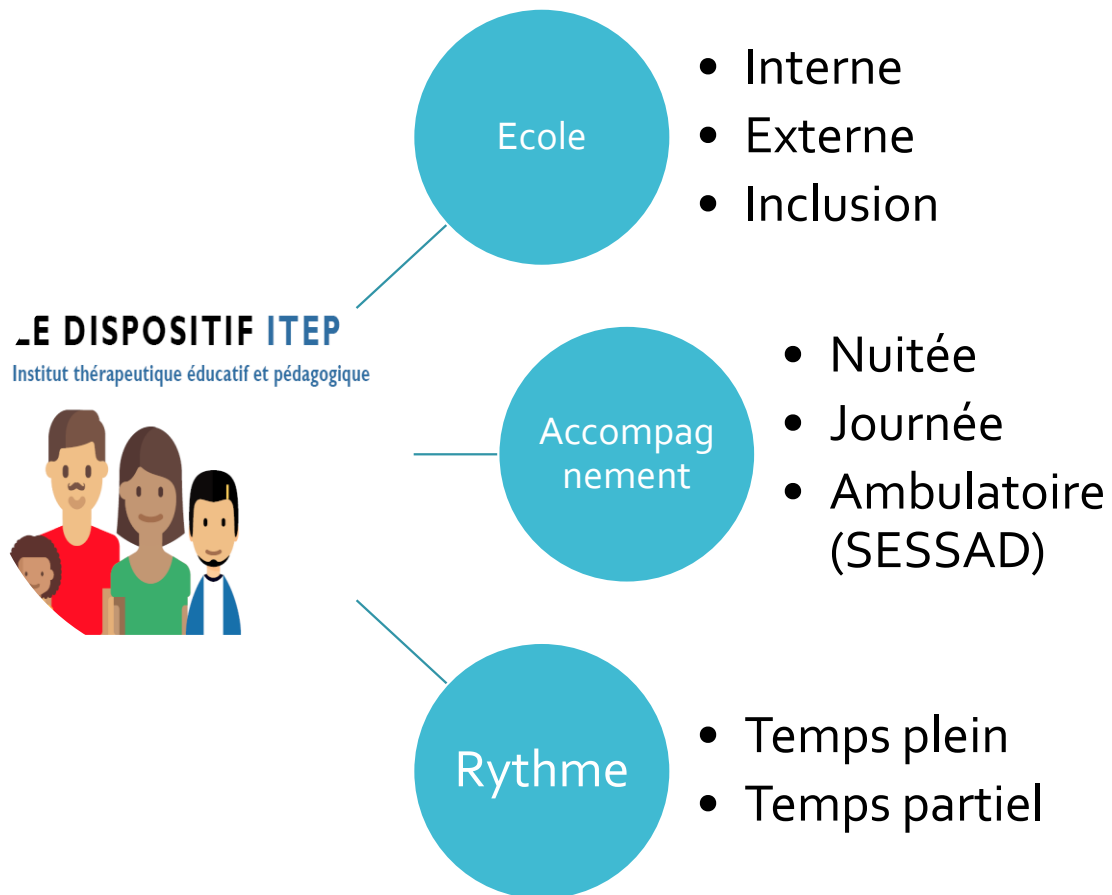 LE DISPOSITIF ITEP
Institut thérapeutique éducatif et pédagogique
Ecole
• Interne
• Externe
• Inclusion
Accompag
nement
• Nuitée
• Journée
• Ambulatoire
(SESSAD)
Rythme
• Temps plein
• Temps partiel